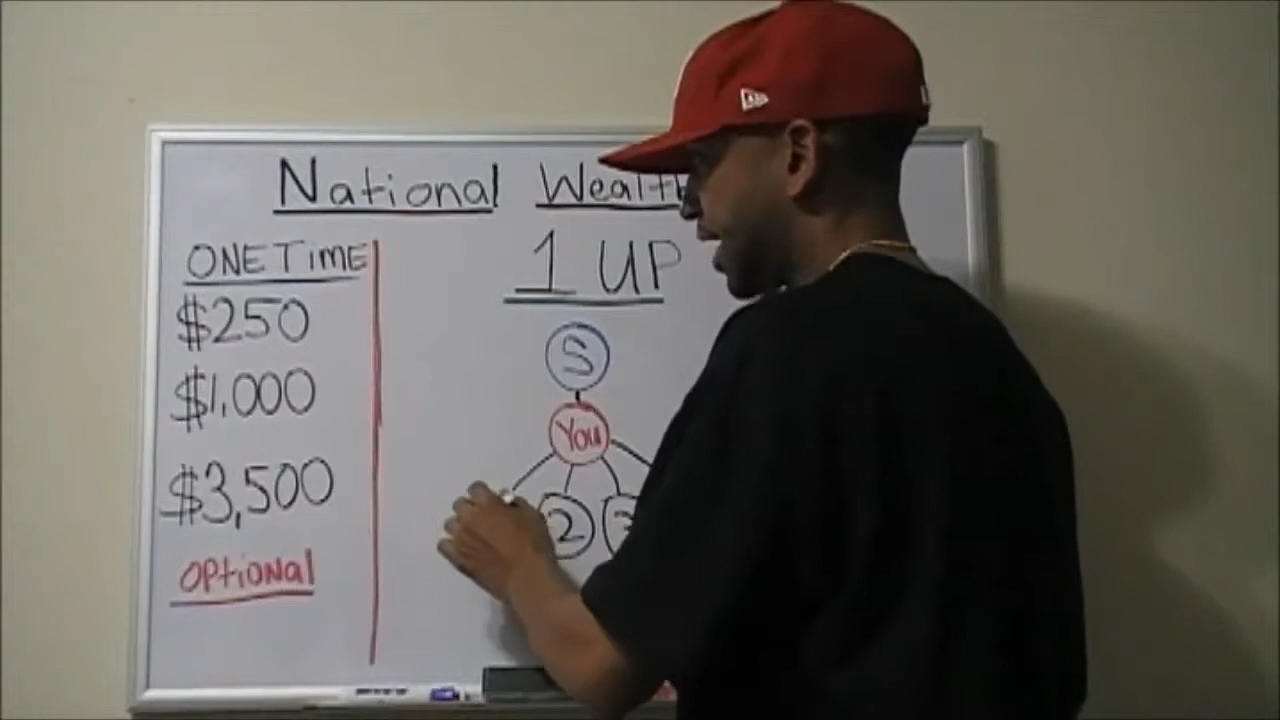 National Wealth
ONE TIME
1 UP
$250
S
$1,000
You
$3,500
2
OPTIONAL